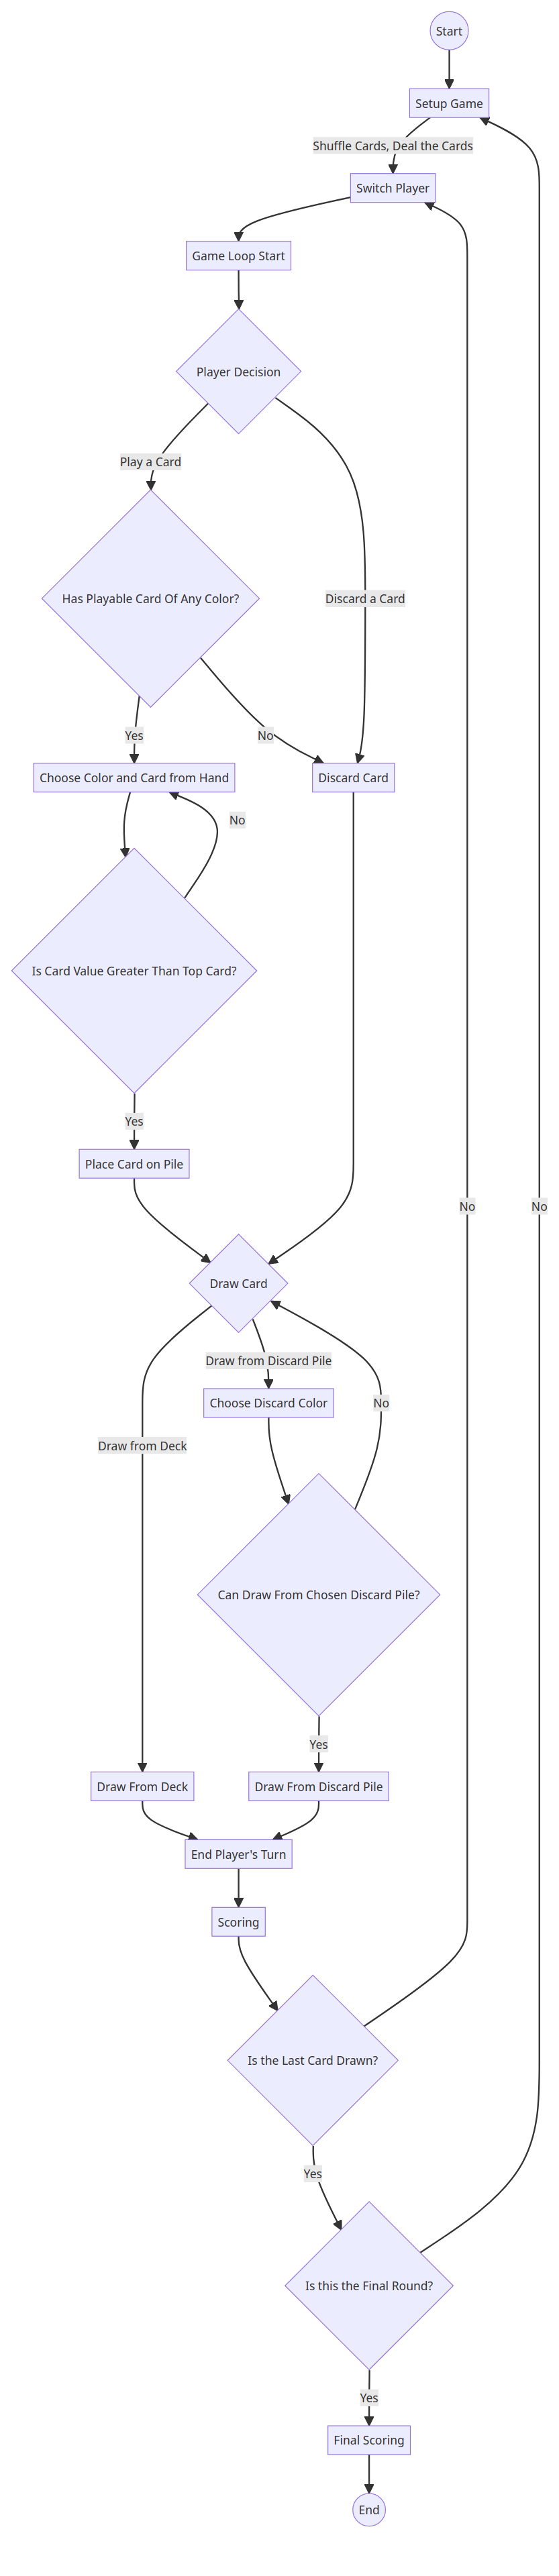 Start
Setup Game
Shuffle Cards, Deal the Cards
Switch Player
Game Loop Start
Player Decision
Play a Card
Has Playable Card Of Any Color?
Discard a Card
Yes
No
Choose Color and Card from Hand
Discard Card
No
Is Card Value Greater Than Top Card?
Yes
Place Card on Pile
No
No
Draw Card
Draw from Discard Pile
Choose Discard Color
No
Draw from Deck
Can Draw From Chosen Discard Pile?
Yes
Draw From Deck
Draw From Discard Pile
End Player's Turn
Scoring
Is the Last Card Drawn?
Yes
Is this the Final Round?
Yes
Final Scoring
End